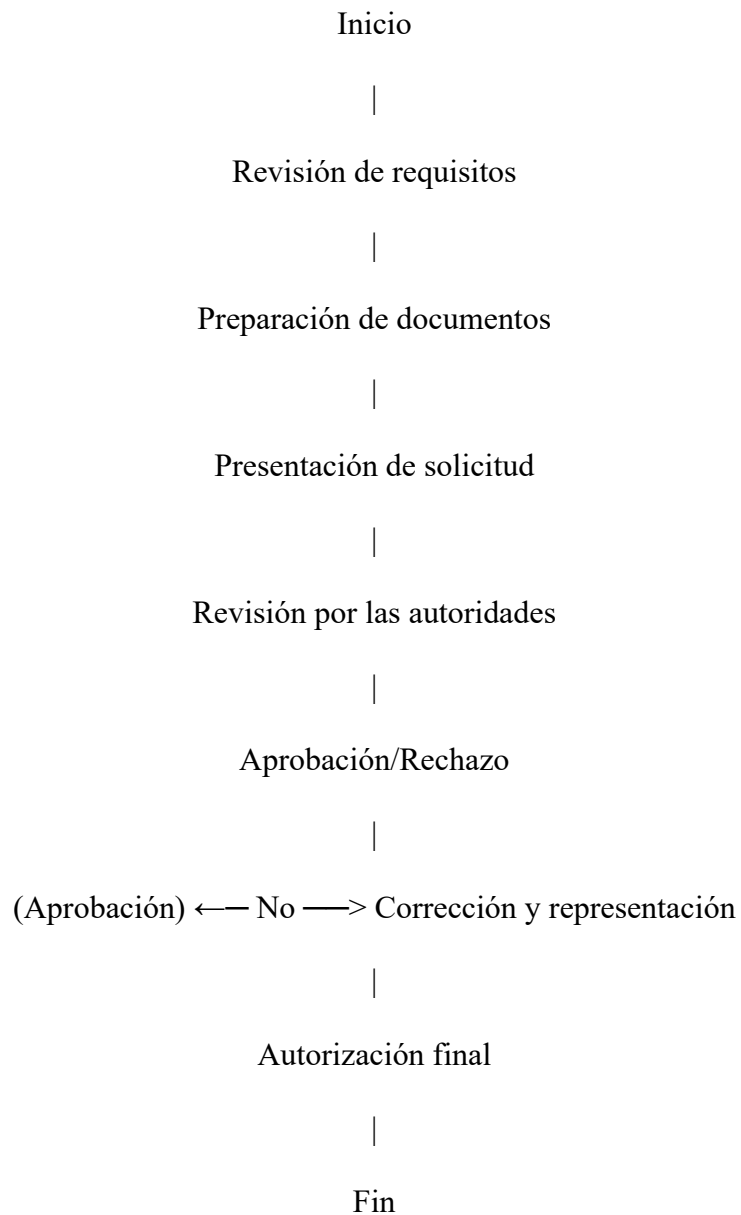 Inicio
|
Revisión de requisitos
|
Preparación de documentos
|
Presentación de solicitud
|
Revisión por las autoridades
|
Aprobación/Rechazo
|
(Aprobación) ←─ No ──> Corrección y representación
|
Autorización final
|
Fin